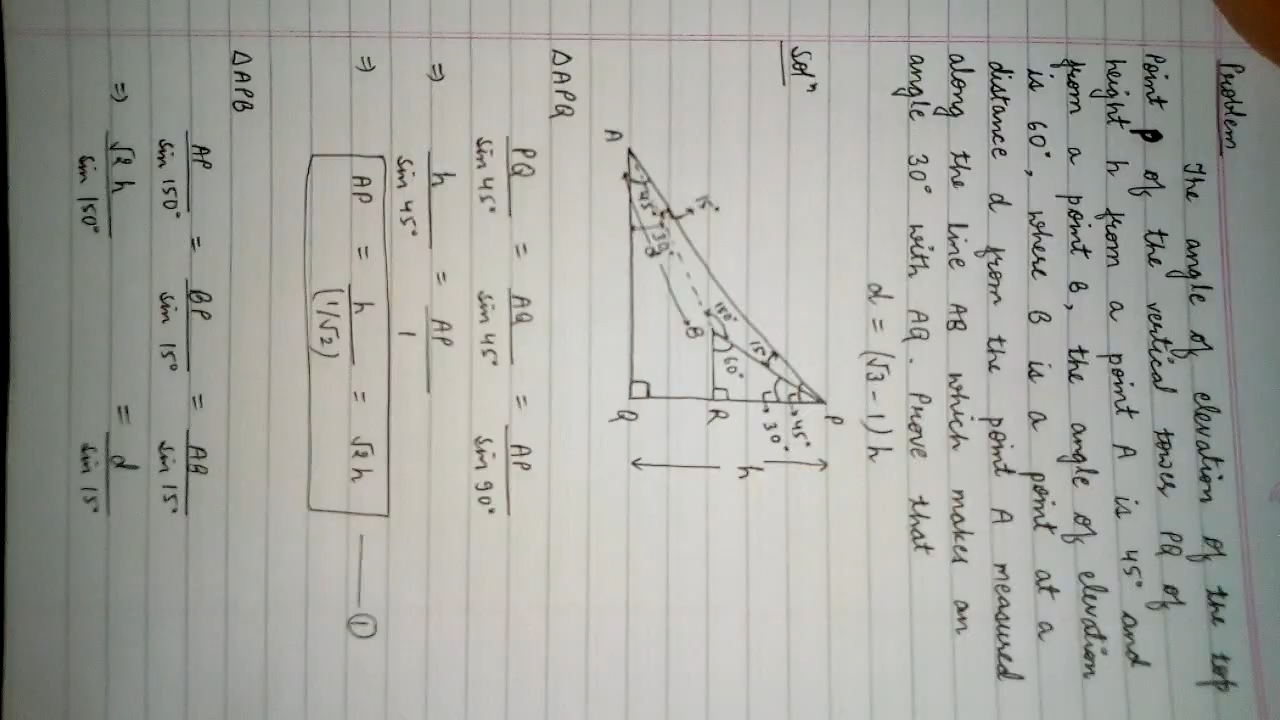 Problem
The angle of elevation of the top
Point P of the vertical tower PQ of
height h from a point A is 45° and
from a point B, the angle of elevation
is 60°, where B is a point at a
distance d from the point A measured
along the line AB which makes an
angle 30° with AQ. Prove that
d = (√3 - 1) h
Solⁿ
P
45°
30°
15°
60°
150°
R
h
15°
B
30°
d
45°
A
Q
ΔAPQ
PQ/sin 45° = AQ/sin 45° = AP/sin 90°
⇒ h/sin 45° = AP/1
⇒ AP = h/(1/√2) = √2 h — ①
ΔAPB
AP/sin 150° = BP/sin 15° = AB/sin 15°
⇒ √2 h/sin 150° = d/sin 15°